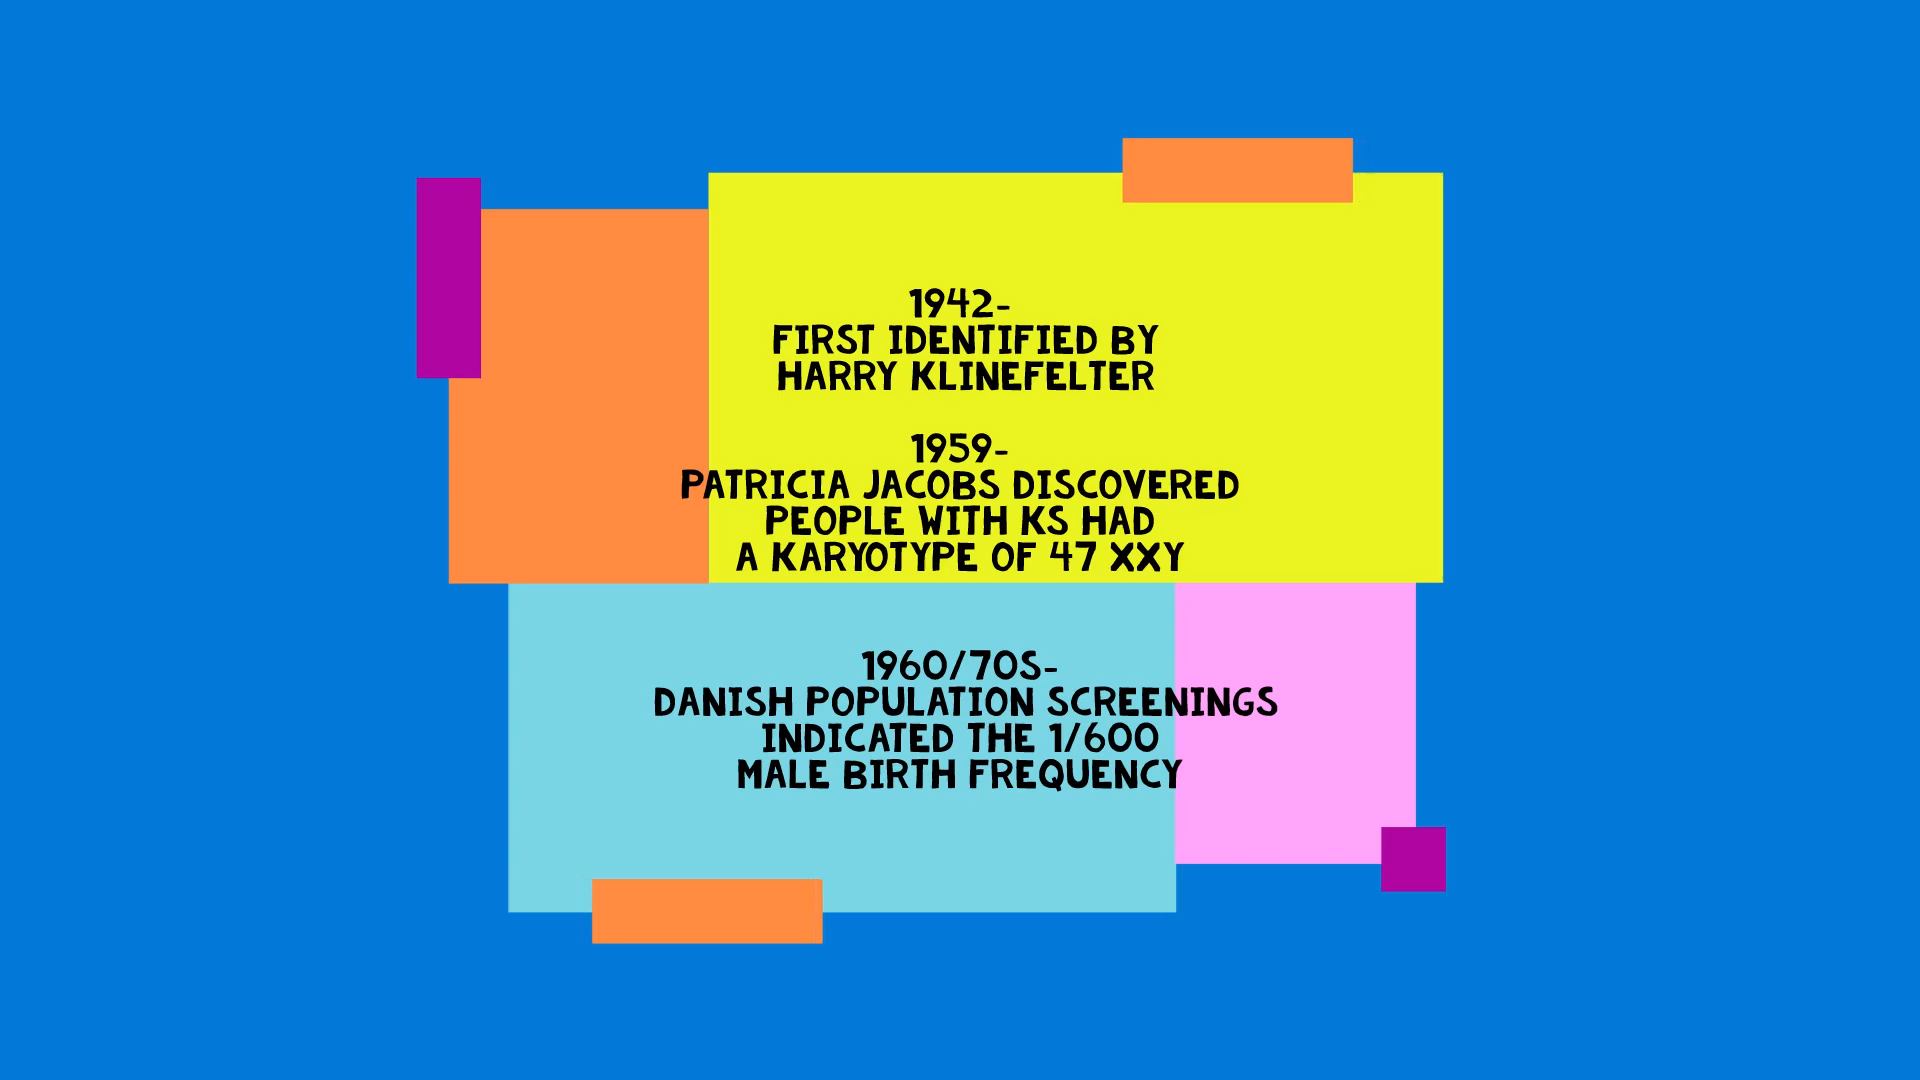 1942-
FIRST IDENTIFIED BY
HARRY KLINEFELTER
1959-
PATRICIA JACOBS DISCOVERED
PEOPLE WITH KS HAD
A KARYOTYPE OF 47 XXY
1960/70S-
DANISH POPULATION SCREENINGS
INDICATED THE 1/600
MALE BIRTH FREQUENCY